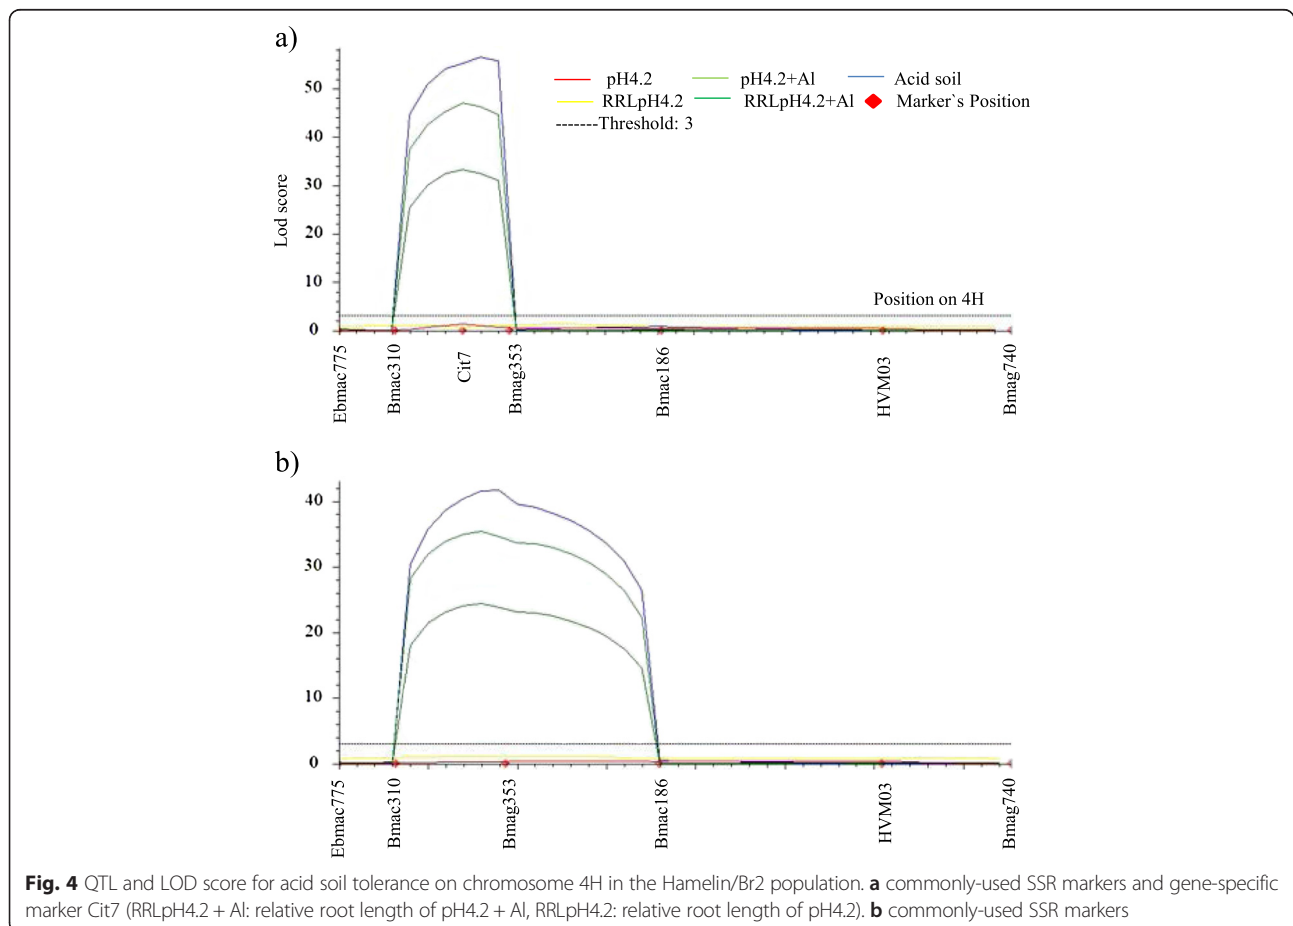 a)
50
40
30
20
10
0
Lod score
pH4.2 pH4.2+Al Acid soil
RRLpH4.2 RRLpH4.2+Al Marker`s Position
-------Threshold: 3
Position on 4H
Ebmac775 Bmac310 Cit7 Bmag353 Bmac186 HVM03 Bmag740
b)
40
30
20
10
0
Ebmac775 Bmac310 Bmag353 Bmac186 HVM03 Bmag740
Fig. 4 QTL and LOD score for acid soil tolerance on chromosome 4H in the Hamelin/Br2 population. a commonly-used SSR markers and gene-specific
marker Cit7 (RRLpH4.2 + Al: relative root length of pH4.2 + Al, RRLpH4.2: relative root length of pH4.2). b commonly-used SSR markers